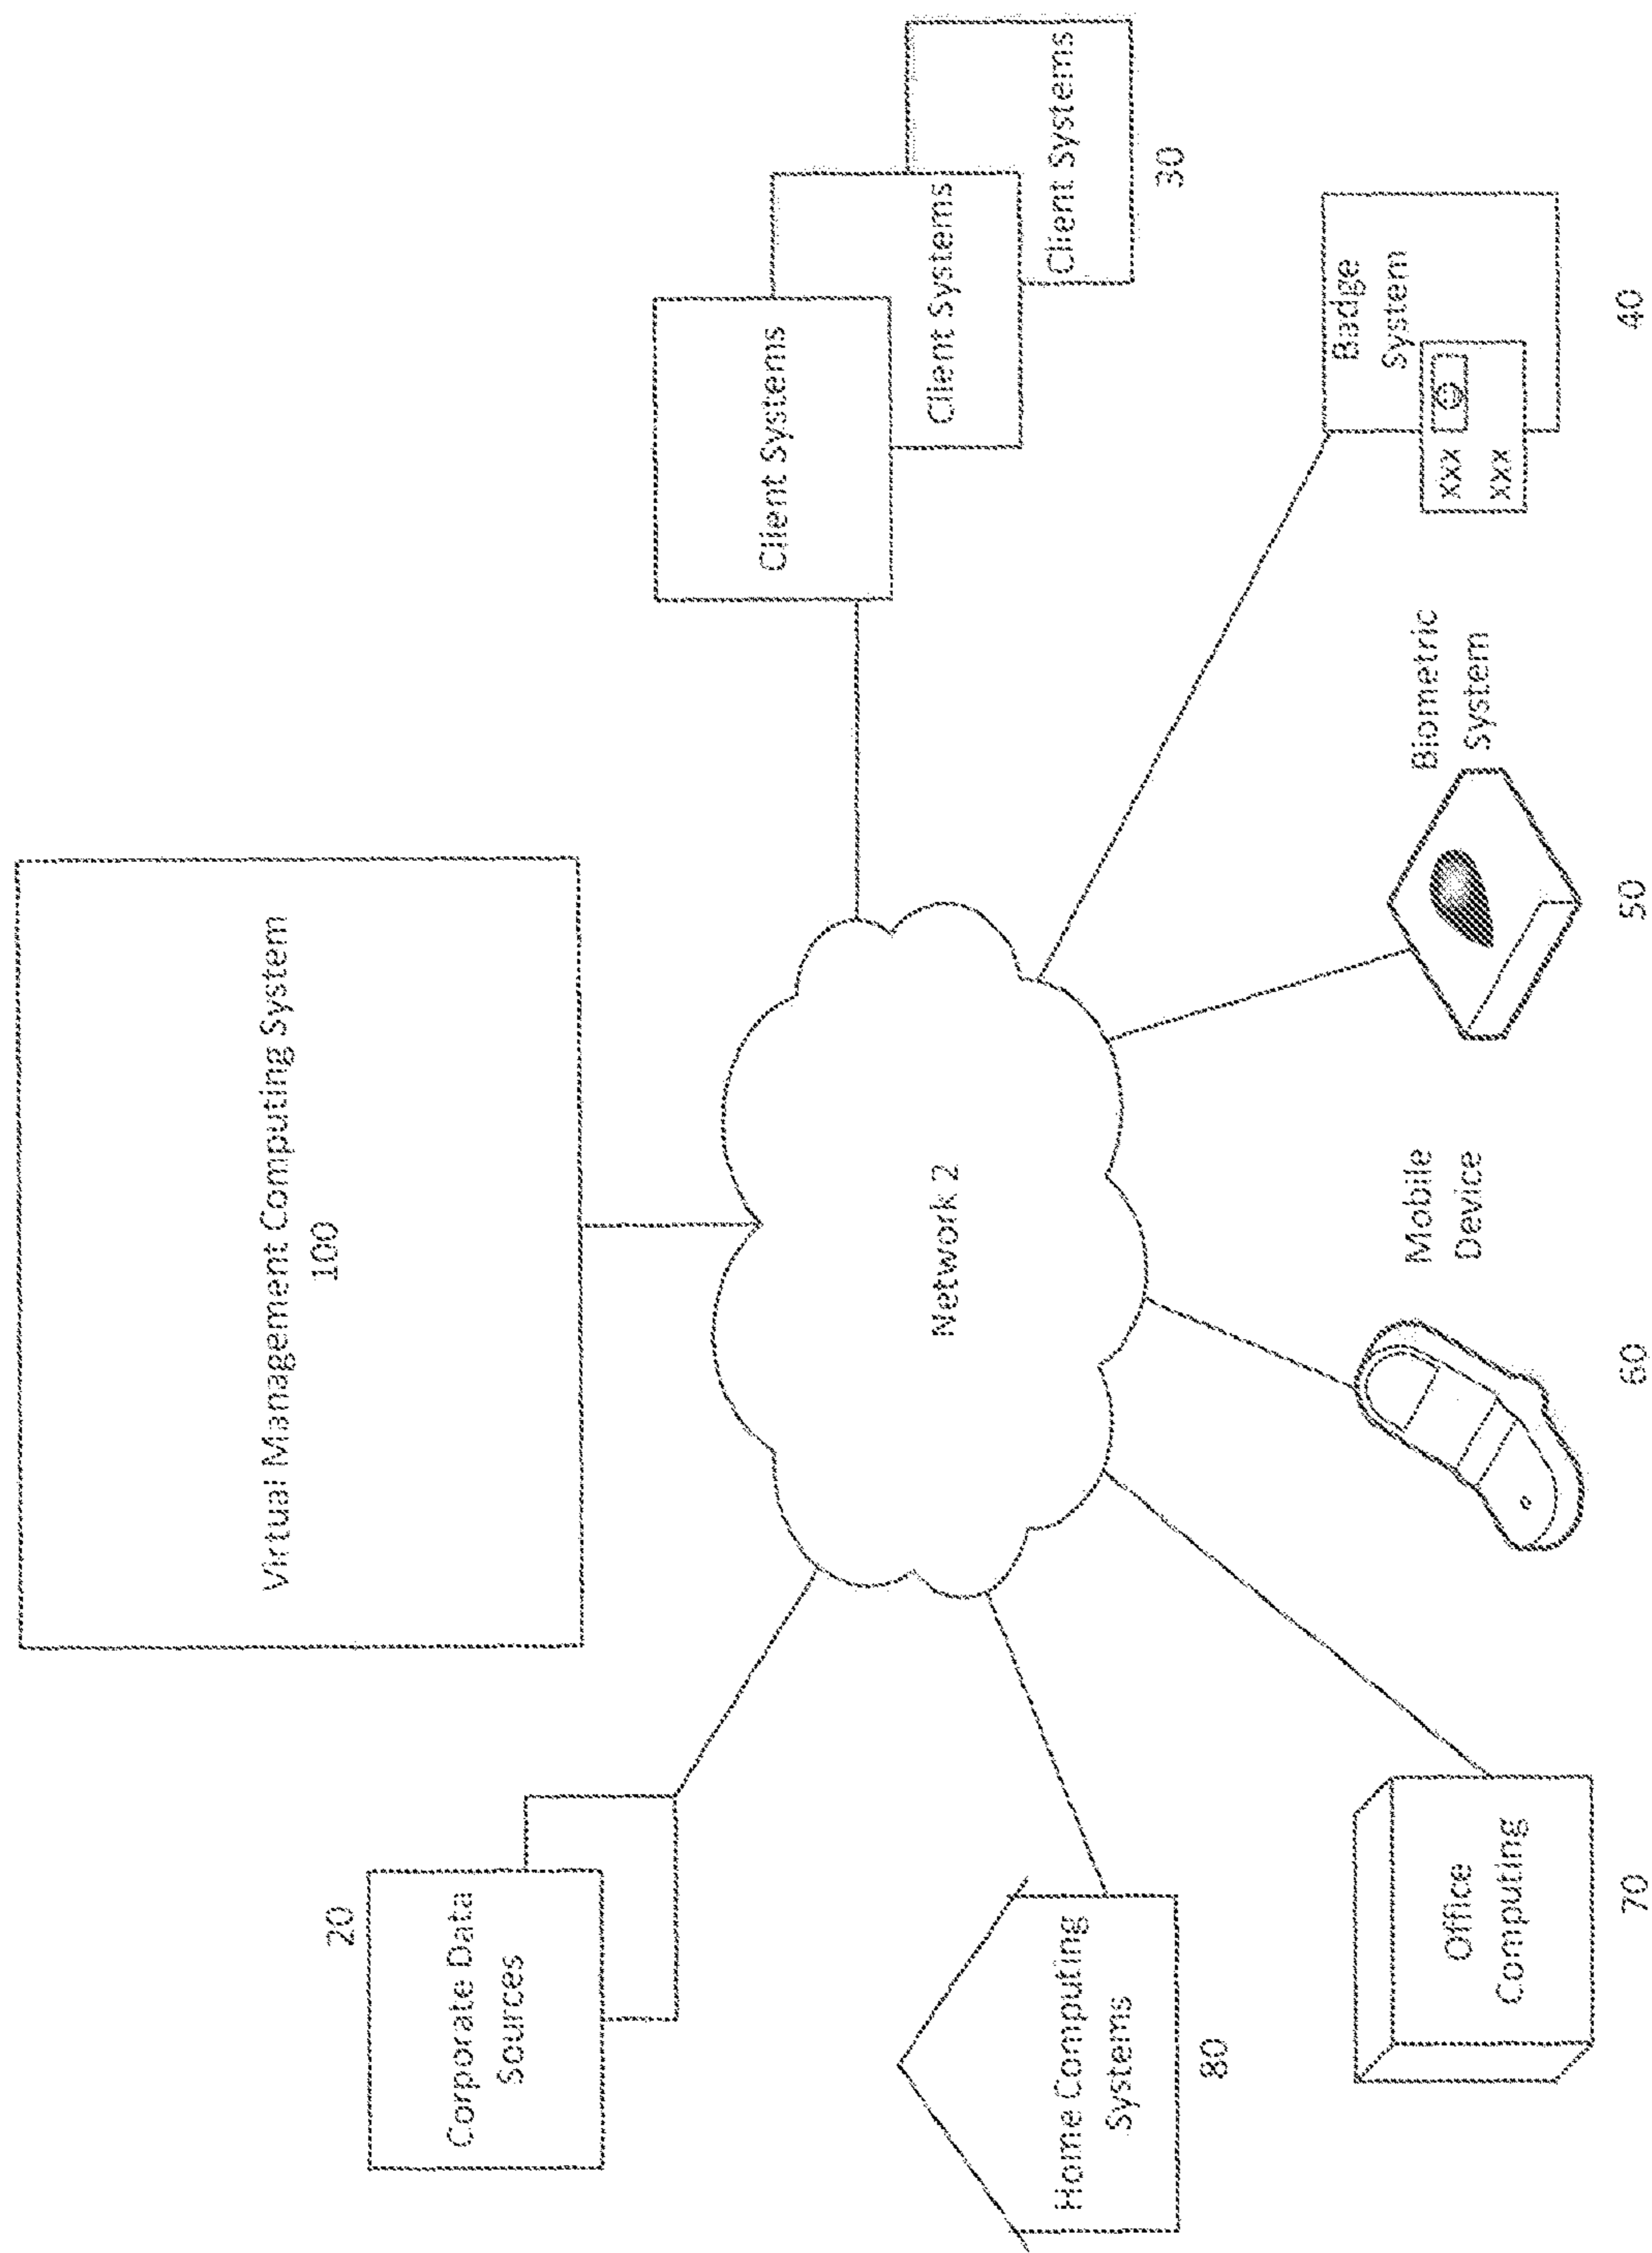 Virtual Management Computing System
100
20
Corporate Data
Sources
Client Systems
Client Systems
Client Systems
30
Network 2
Home Computing
Systems
80
Office
Computing
70
Mobile
Device
60
Biometric
System
50
Badge
System
xxx
xxx
40